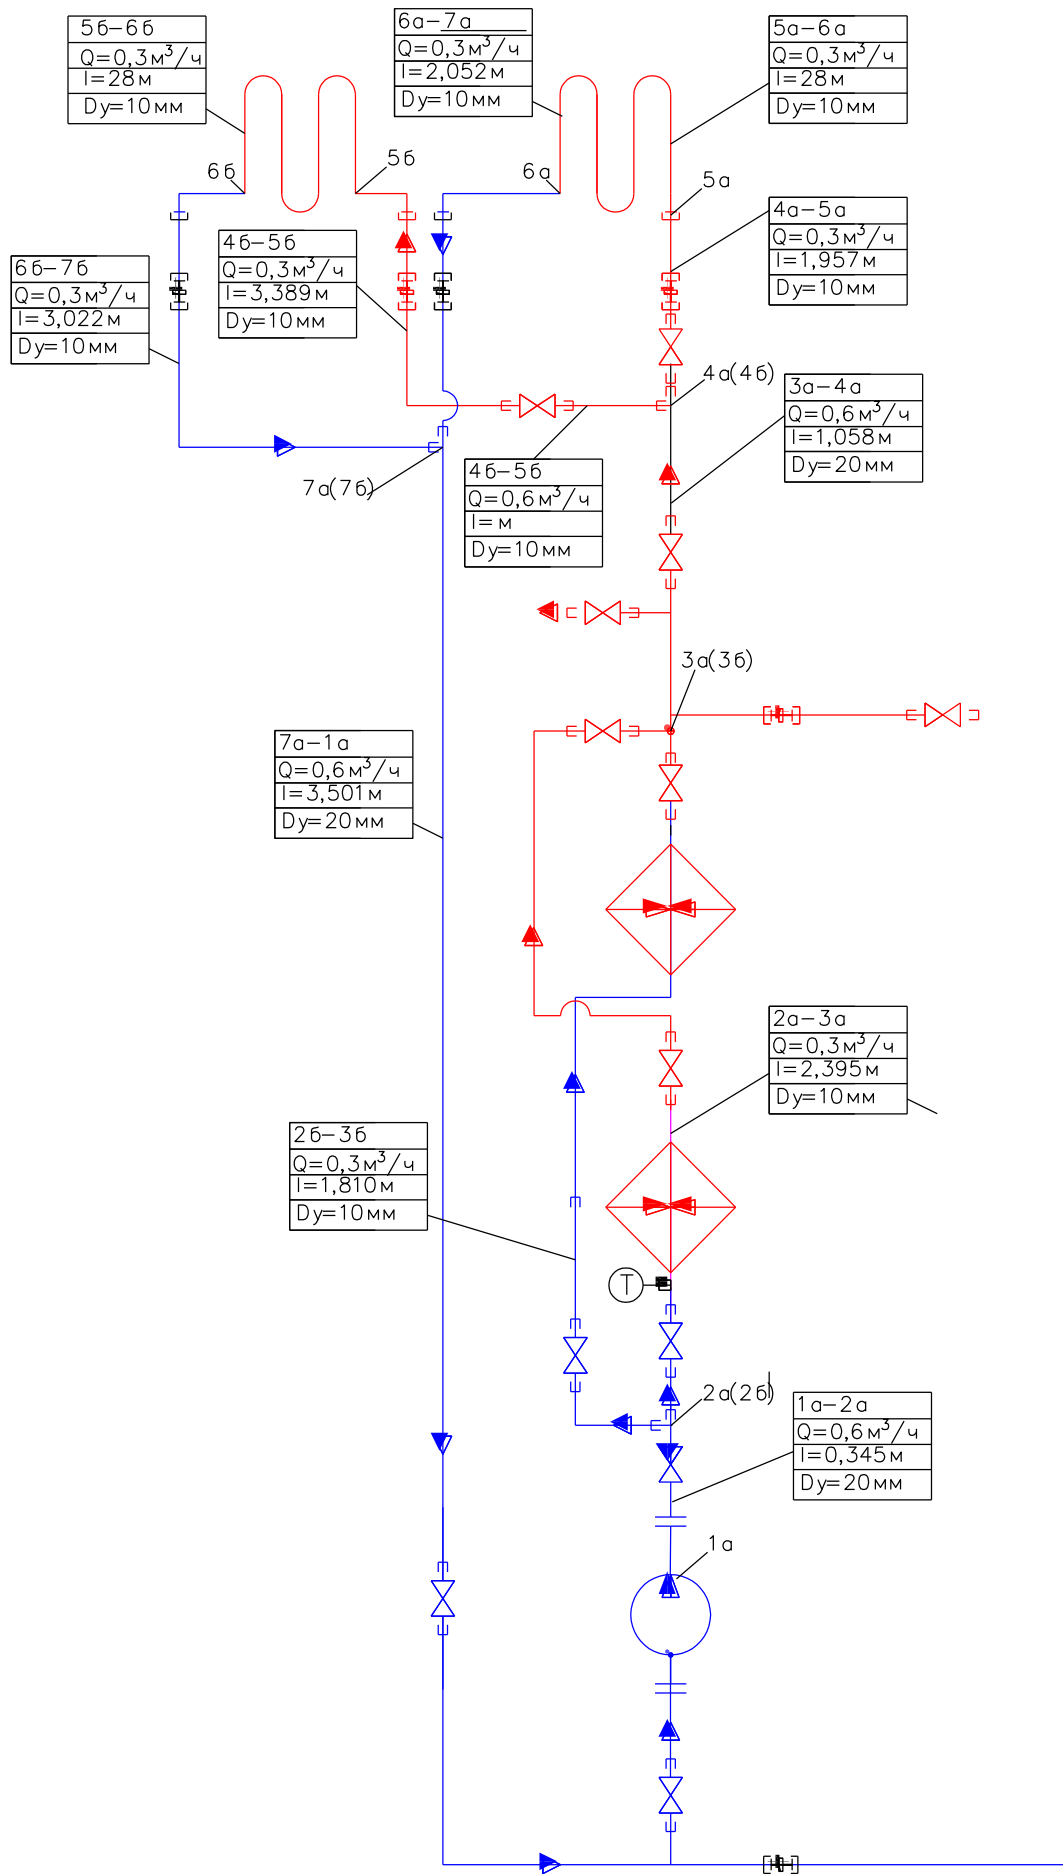 5б–6б
Q=0,3м³/ч
l=28м
Dy=10мм
6а–7а
Q=0,3м³/ч
l=2,052м
Dy=10мм
5а–6а
Q=0,3м³/ч
l=28м
Dy=10мм
6б
5б
6а
5а
4а–5а
Q=0,3м³/ч
l=1,957м
Dy=10мм
4б–5б
Q=0,3м³/ч
l=3,389м
Dy=10мм
6б–7б
Q=0,3м³/ч
l=3,022м
Dy=10мм
4а(4б)
3а–4а
Q=0,6м³/ч
l=1,058м
Dy=20мм
7а(7б)
4б–5б
Q=0,6м³/ч
l=м
Dy=10мм
3а(3б)
7а–1а
Q=0,6м³/ч
l=3,501м
Dy=20мм
2а–3а
Q=0,3м³/ч
l=2,395м
Dy=10мм
2б–3б
Q=0,3м³/ч
l=1,810м
Dy=10мм
T
2а(2б)
1а–2а
Q=0,6м³/ч
l=0,345м
Dy=20мм
1а